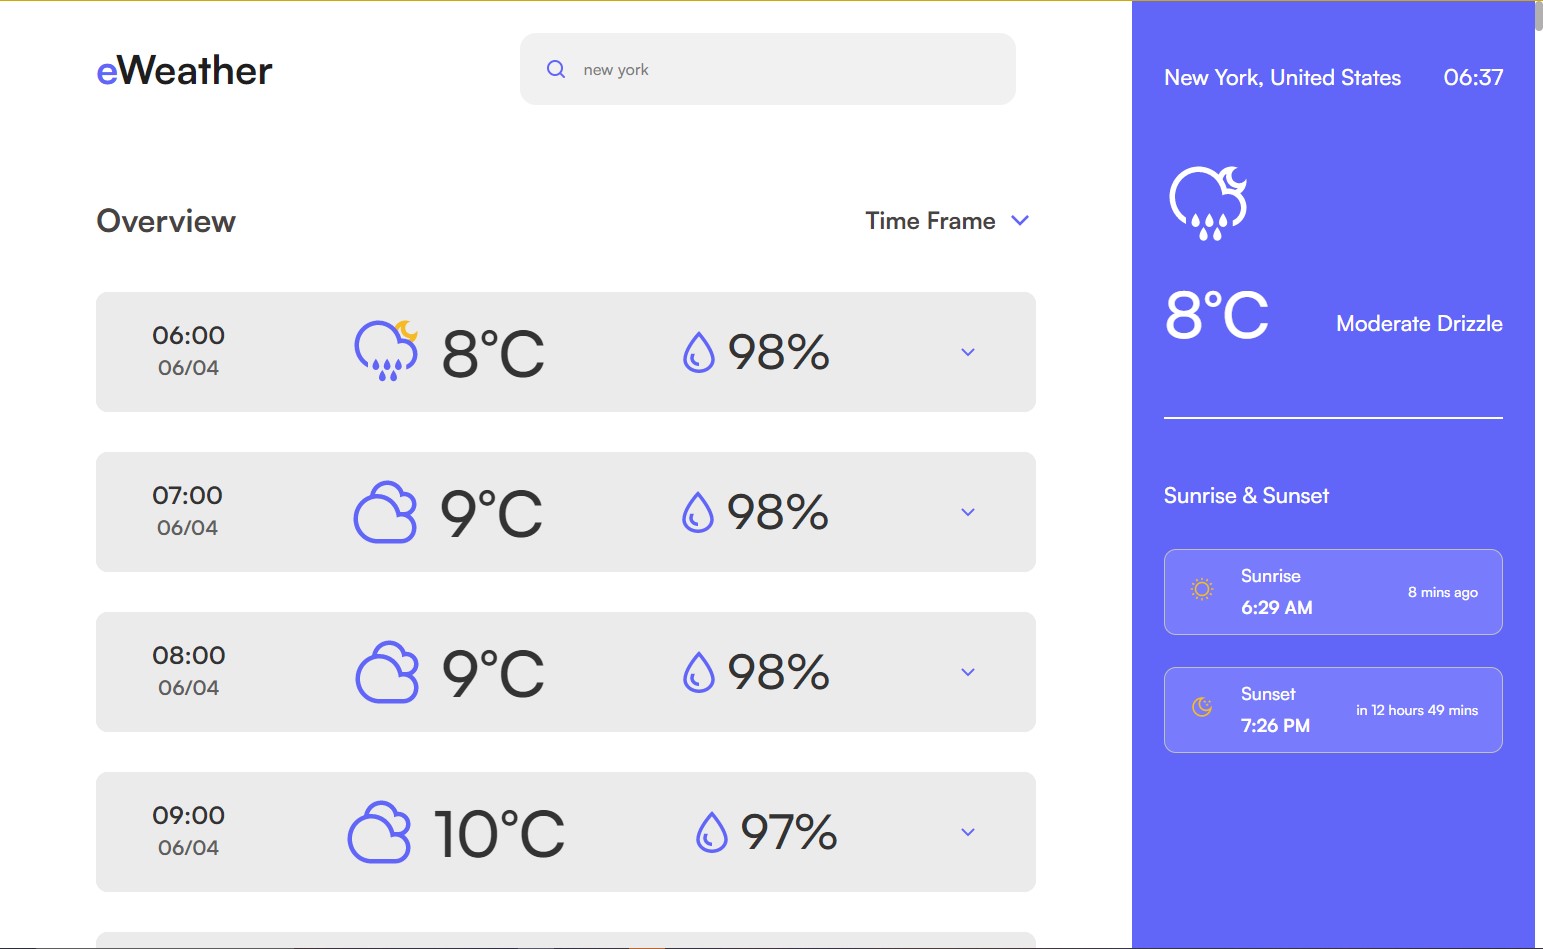 eWeather
new york
Overview
Time Frame
06:00
06/04
8°C
98%
07:00
06/04
9°C
98%
08:00
06/04
9°C
98%
09:00
06/04
10°C
97%
New York, United States
06:37
8°C
Moderate Drizzle
Sunrise & Sunset
Sunrise
6:29 AM
8 mins ago
Sunset
7:26 PM
in 12 hours 49 mins